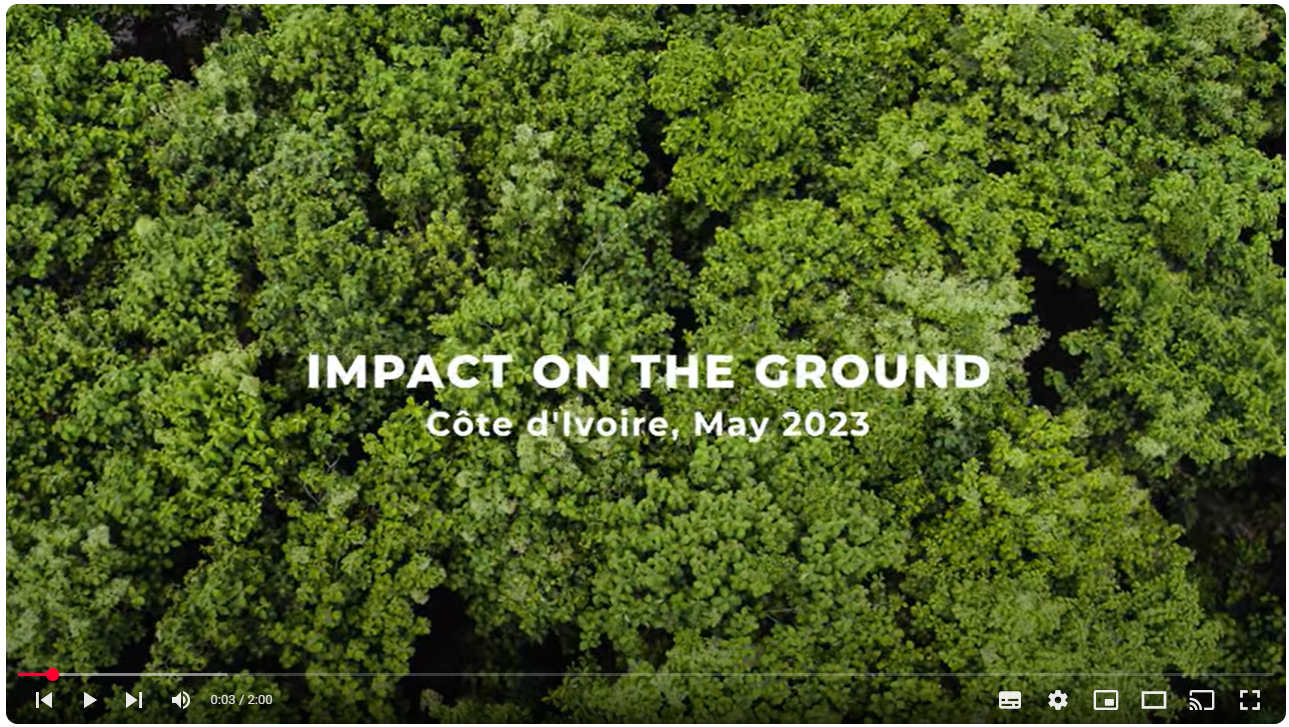 IMPACT ON THE GROUND
Côte d'Ivoire, May 2023
0:03 / 2:00